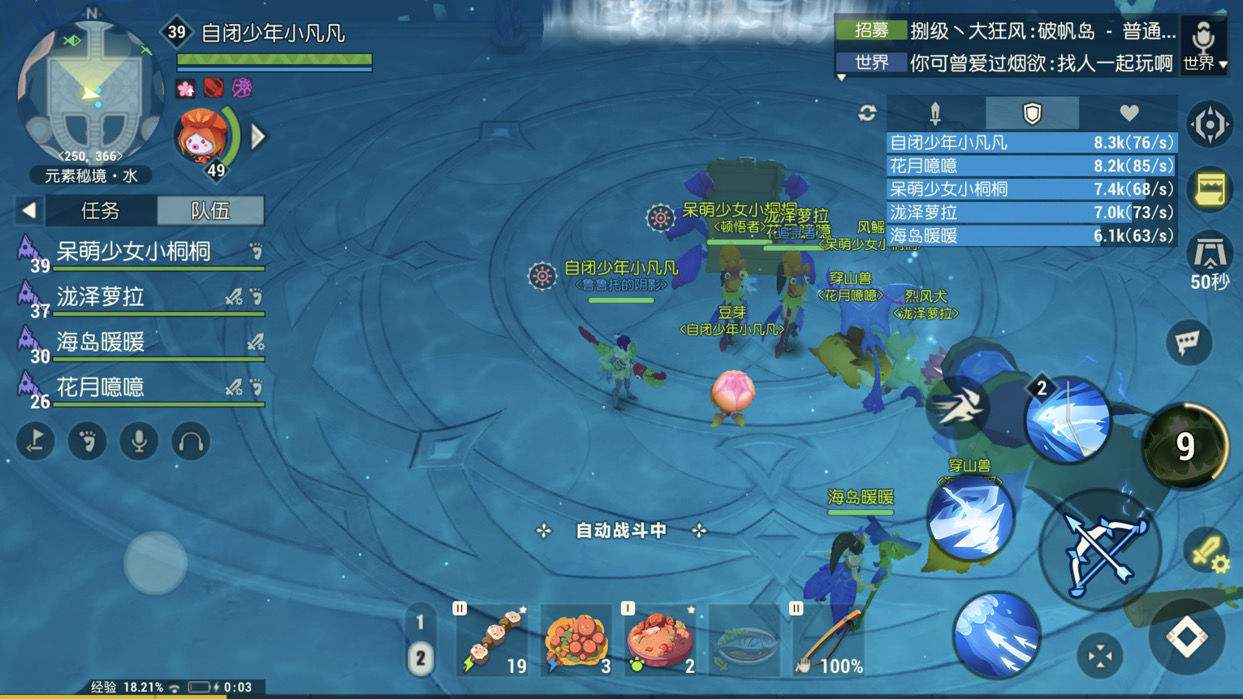 N
39 自闭少年小凡凡
招募 捌级丶大狂风:破帆岛 - 普通...
世界 你可曾爱过烟欲:找人一起玩啊
世界
<250, 366>
元素秘境·水
49
自闭少年小凡凡 8.3k(76/s)
花月噫噫 8.2k(85/s)
呆萌少女小桐桐 7.4k(68/s)
泷泽萝拉 7.0k(73/s)
海岛暖暖 6.1k(63/s)
任务 队伍
呆萌少女小桐桐
39
泷泽萝拉
37
海岛暖暖
30
花月噫噫
26
50秒
呆萌少女小桐桐
泷泽萝拉
<顿悟者>
自闭少年小凡凡
穿山兽
<花月噫噫>
烈风犬
<泷泽萝拉>
豆芽
<自闭少年小凡凡>
2
9
穿山兽
海岛暖暖
自动战斗中
1
2
II
19
3
I
2
II
100%
经验 18.21% 0:03